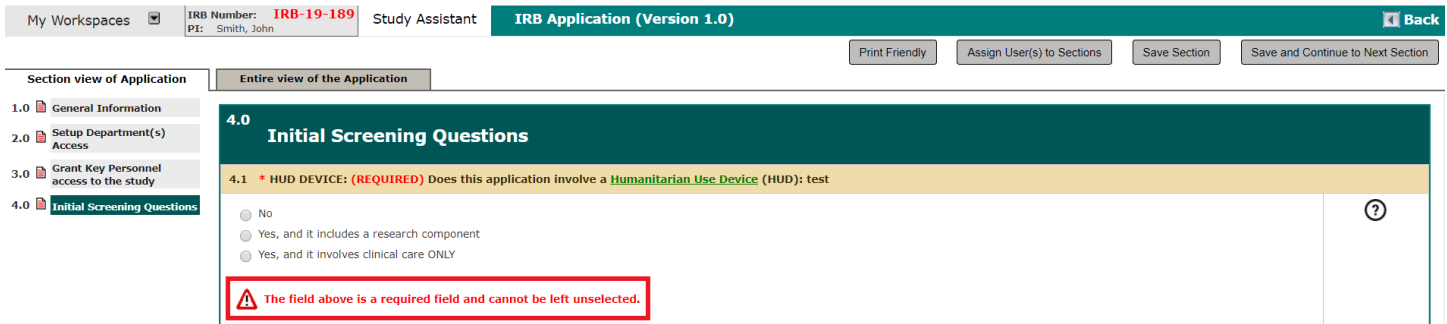 My Workspaces
IRB Number: IRB-19-189
PI: Smith, John
Study Assistant
IRB Application (Version 1.0)
Back
Print Friendly
Assign User(s) to Sections
Save Section
Save and Continue to Next Section
Section view of Application
Entire view of the Application
1.0 General Information
2.0 Setup Department(s)
Access
3.0 Grant Key Personnel
access to the study
4.0 Initial Screening Questions
4.0
Initial Screening Questions
4.1 * HUD DEVICE: (REQUIRED) Does this application involve a Humanitarian Use Device (HUD): test
No
Yes, and it includes a research component
Yes, and it involves clinical care ONLY
?
The field above is a required field and cannot be left unselected.